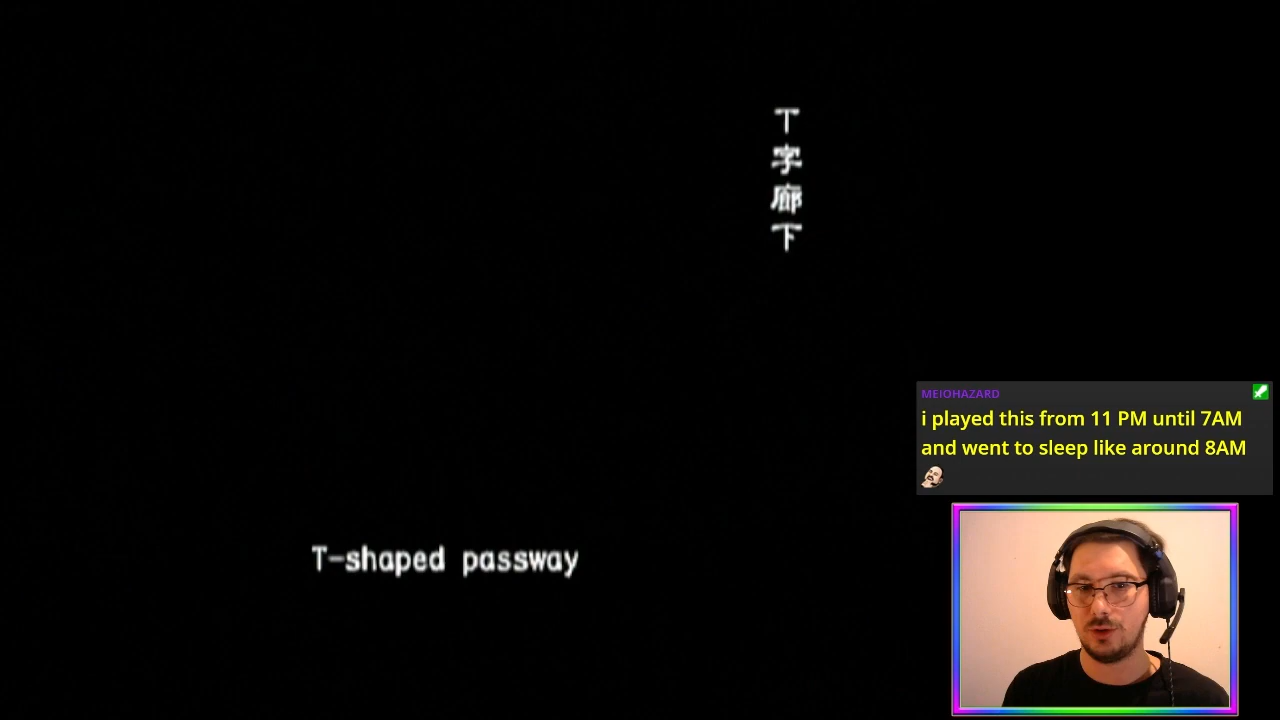 T字廊下
T-shaped passway
MEIOHAZARD
i played this from 11 PM until 7AM
and went to sleep like around 8AM